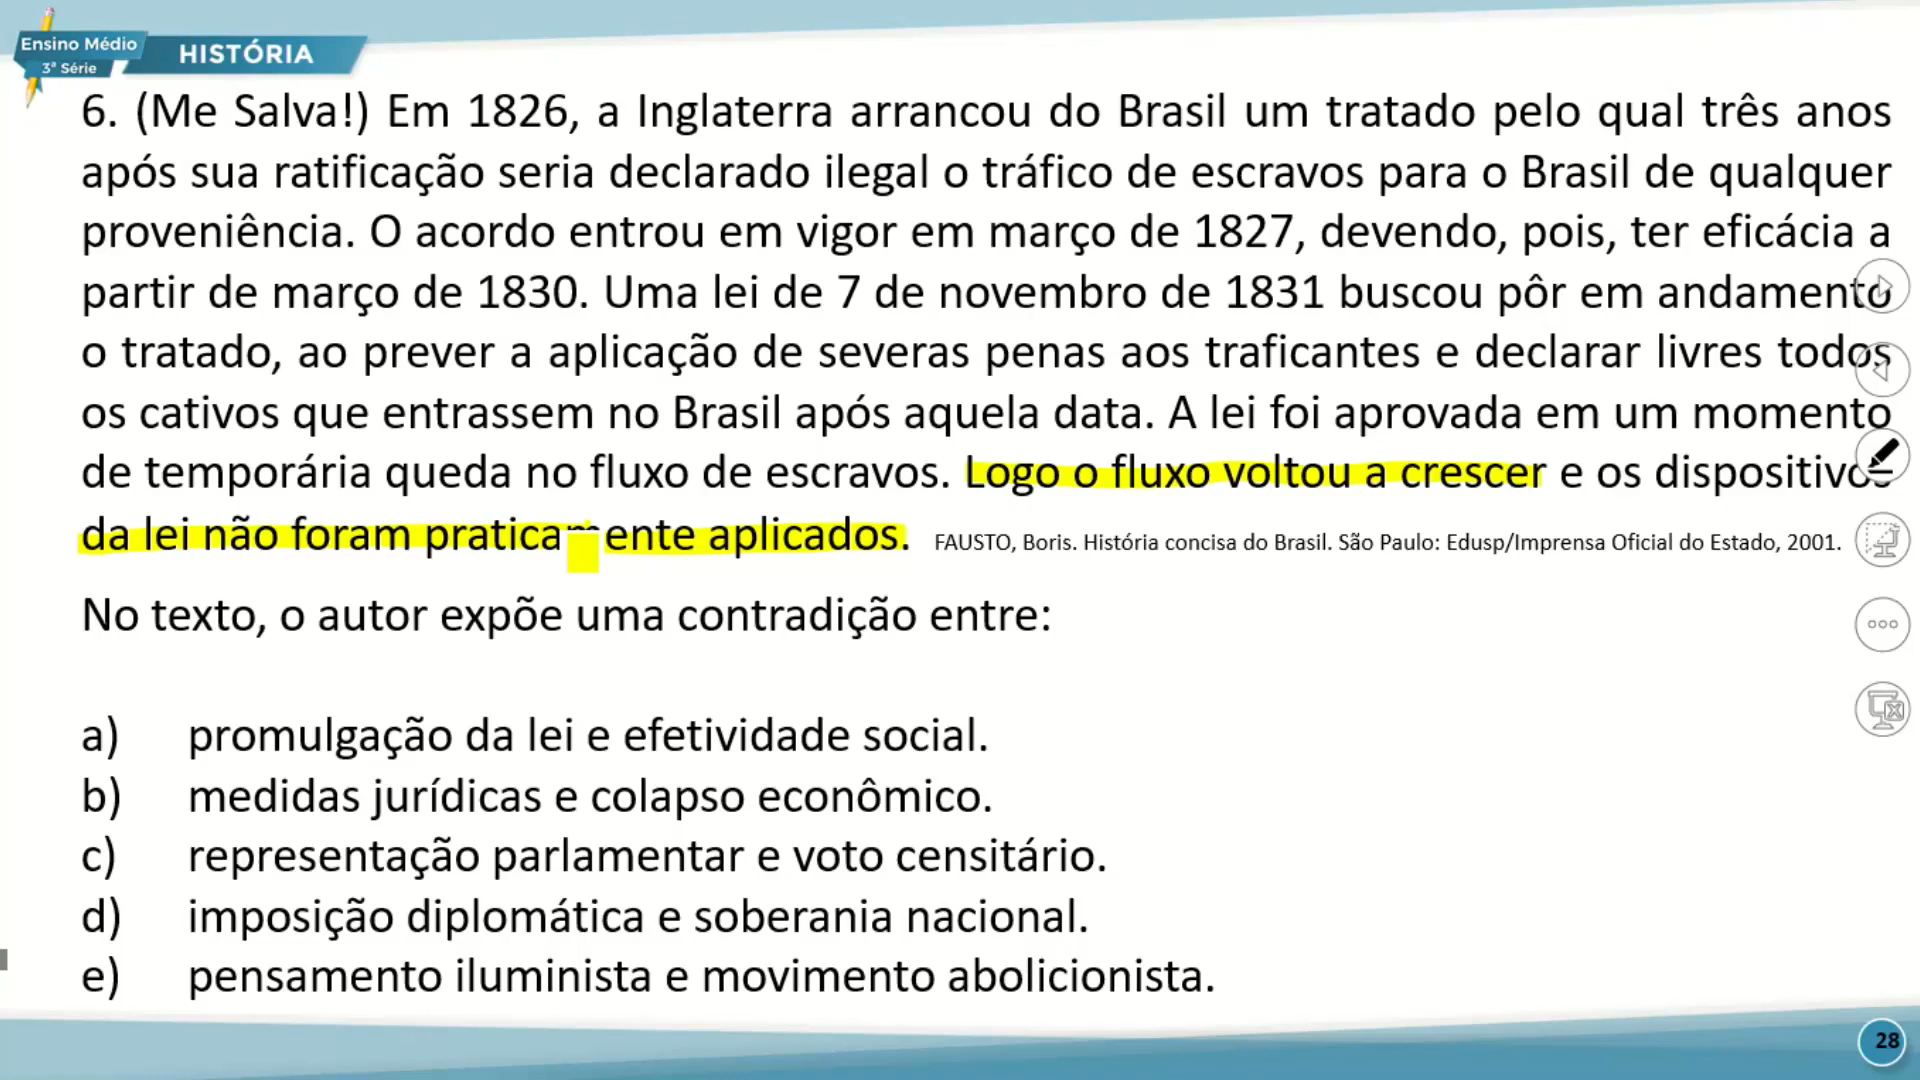 Ensino Médio
3ª Série
HISTÓRIA
6. (Me Salva!) Em 1826, a Inglaterra arrancou do Brasil um tratado pelo qual três anos
após sua ratificação seria declarado ilegal o tráfico de escravos para o Brasil de qualquer
proveniência. O acordo entrou em vigor em março de 1827, devendo, pois, ter eficácia a
partir de março de 1830. Uma lei de 7 de novembro de 1831 buscou pôr em andamento
o tratado, ao prever a aplicação de severas penas aos traficantes e declarar livres todos
os cativos que entrassem no Brasil após aquela data. A lei foi aprovada em um momento
de temporária queda no fluxo de escravos. Logo o fluxo voltou a crescer e os dispositivos
da lei não foram praticamente aplicados. FAUSTO, Boris. História concisa do Brasil. São Paulo: Edusp/Imprensa Oficial do Estado, 2001.
No texto, o autor expõe uma contradição entre:
a) promulgação da lei e efetividade social.
b) medidas jurídicas e colapso econômico.
c) representação parlamentar e voto censitário.
d) imposição diplomática e soberania nacional.
e) pensamento iluminista e movimento abolicionista.
28